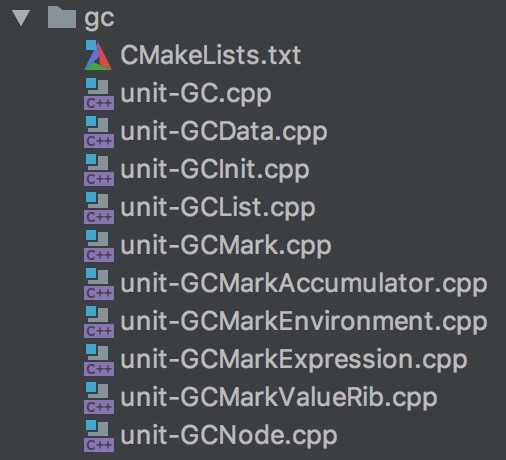 gc
CMakeLists.txt
C++ unit-GC.cpp
C++ unit-GCData.cpp
C++ unit-GCInit.cpp
C++ unit-GCList.cpp
C++ unit-GCMark.cpp
C++ unit-GCMarkAccumulator.cpp
C++ unit-GCMarkEnvironment.cpp
C++ unit-GCMarkExpression.cpp
C++ unit-GCMarkValueRib.cpp
C++ unit-GCNode.cpp